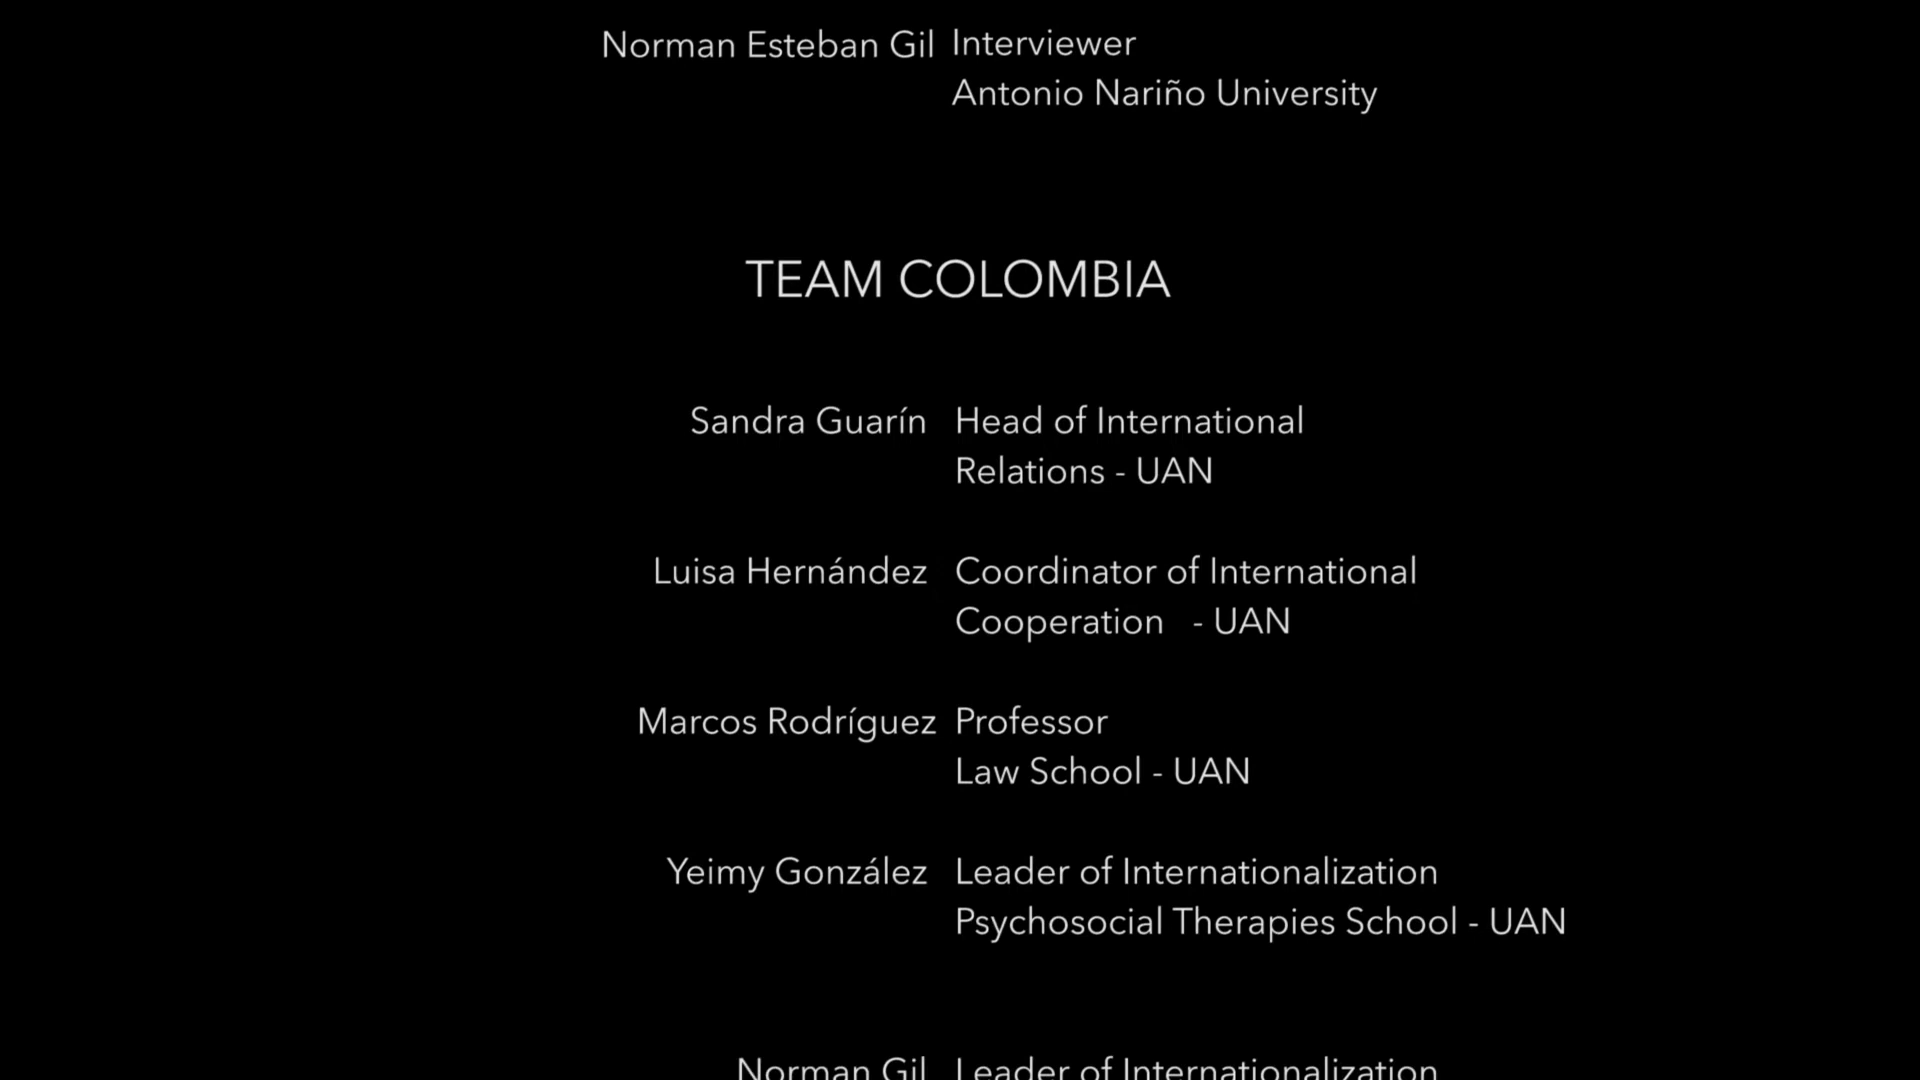 Norman Esteban Gil Interviewer
Antonio Nariño University
TEAM COLOMBIA
Sandra Guarín Head of International
Relations - UAN
Luisa Hernández Coordinator of International
Cooperation - UAN
Marcos Rodríguez Professor
Law School - UAN
Yeimy González Leader of Internationalization
Psychosocial Therapies School - UAN
Norman Gil Leader of Internationalization